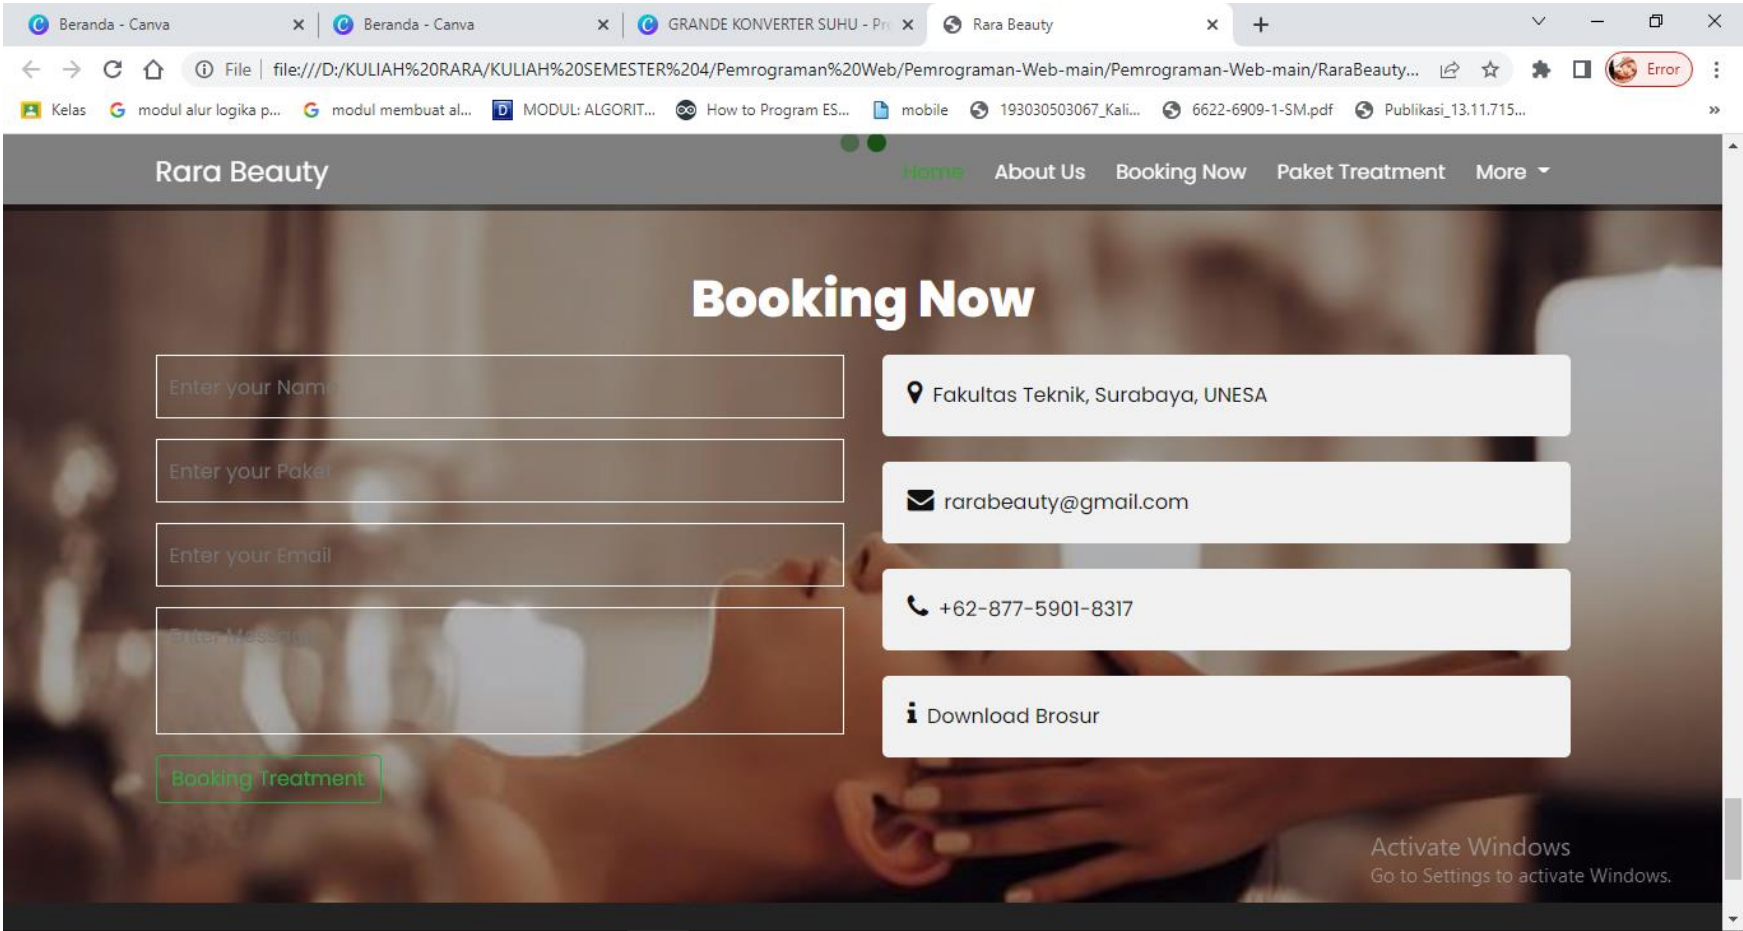 Beranda - Canva
Beranda - Canva
GRANDE KONVERTER SUHU - Pr
Rara Beauty
File file:///D:/KULIAH%20RARA/KULIAH%20SEMESTER%204/Pemrograman%20Web/Pemrograman-Web-main/Pemrograman-Web-main/RaraBeauty...
Error
Kelas
modul alur logika p...
modul membuat al...
MODUL: ALGORIT...
How to Program ES...
mobile
193030503067_Kali...
6622-6909-1-SM.pdf
Publikasi_13.11.715...
Rara Beauty
Home
About Us
Booking Now
Paket Treatment
More
Booking Now
Enter your Name
Enter your Paket
Enter your Email
Enter Message
Booking Treatment
Fakultas Teknik, Surabaya, UNESA
rarabeauty@gmail.com
+62-877-5901-8317
Download Brosur
Activate Windows
Go to Settings to activate Windows.